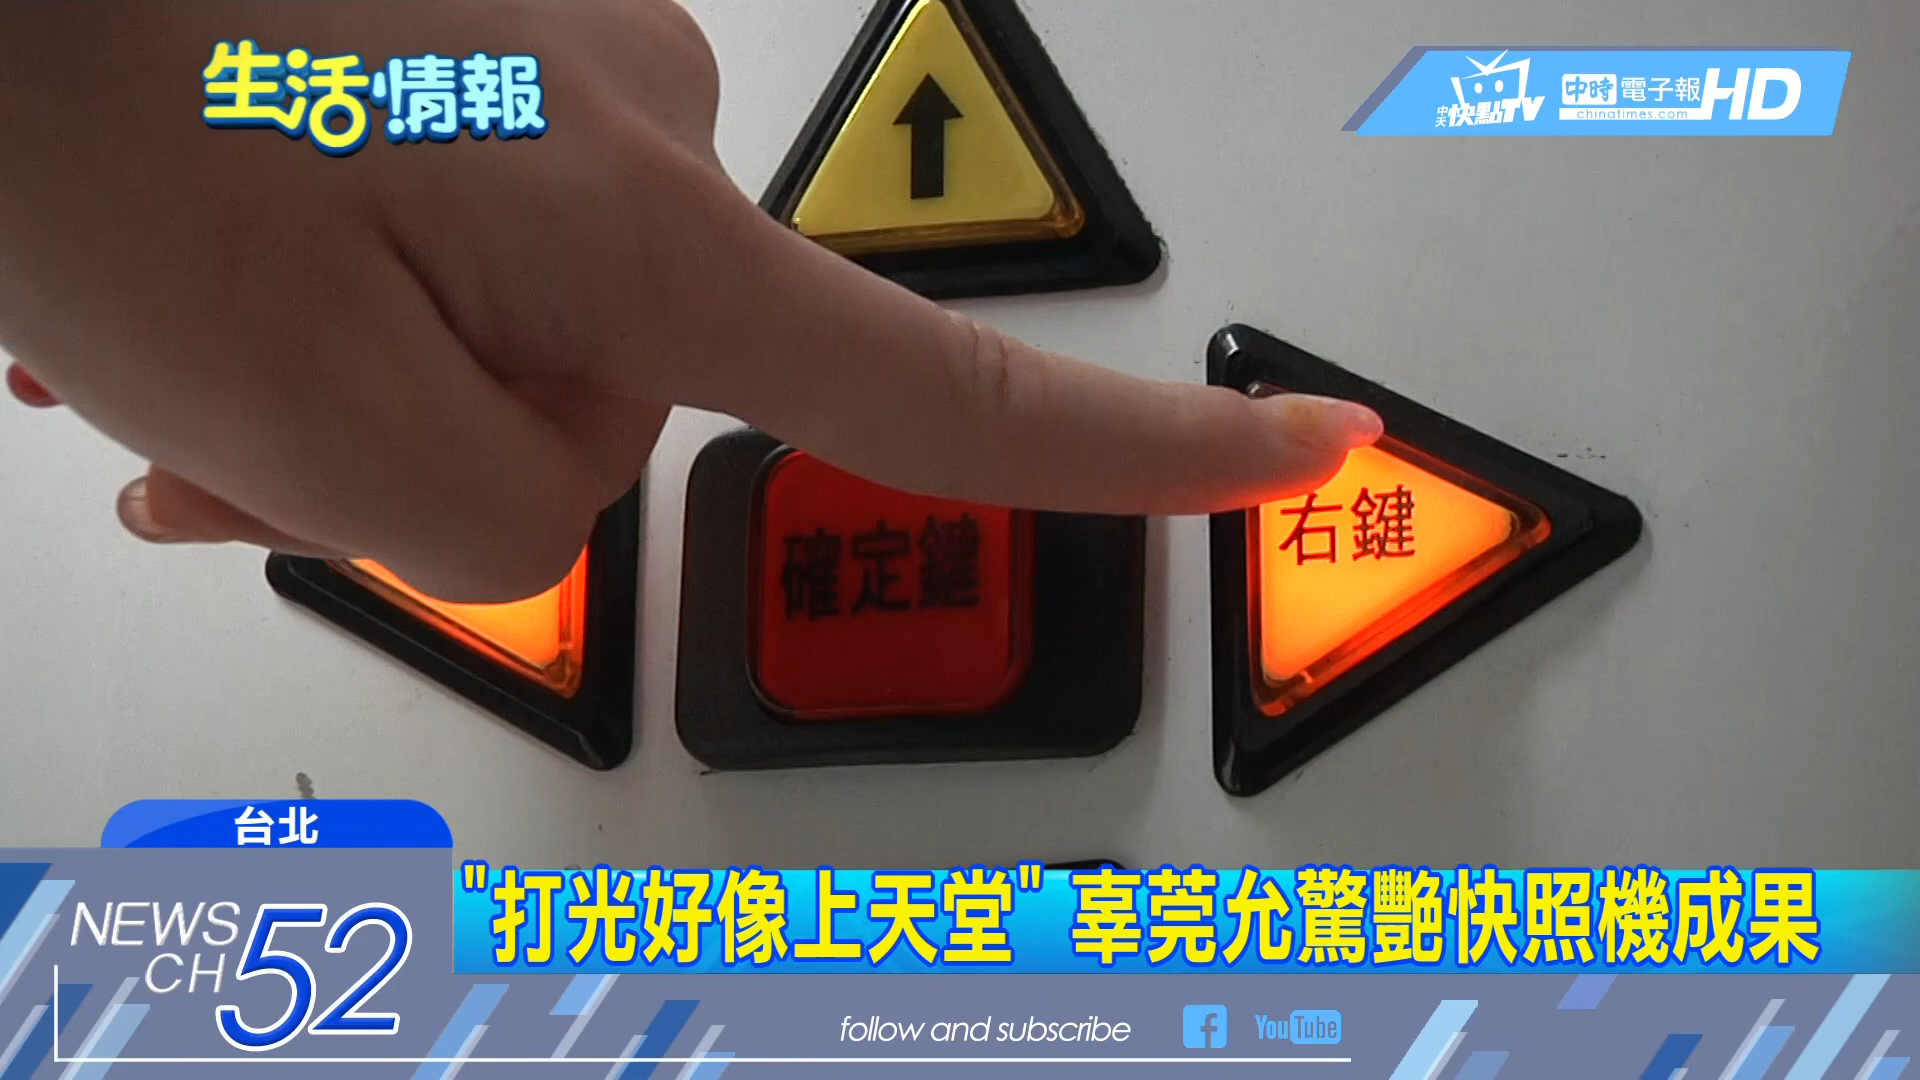 生活情報
中天快點TV 中時電子報HD
chinatimes.com
右鍵
確定鍵
台北
NEWS
CH 52
"打光好像上天堂" 辜莞允驚艷快照機成果
follow and subscribe
YouTube